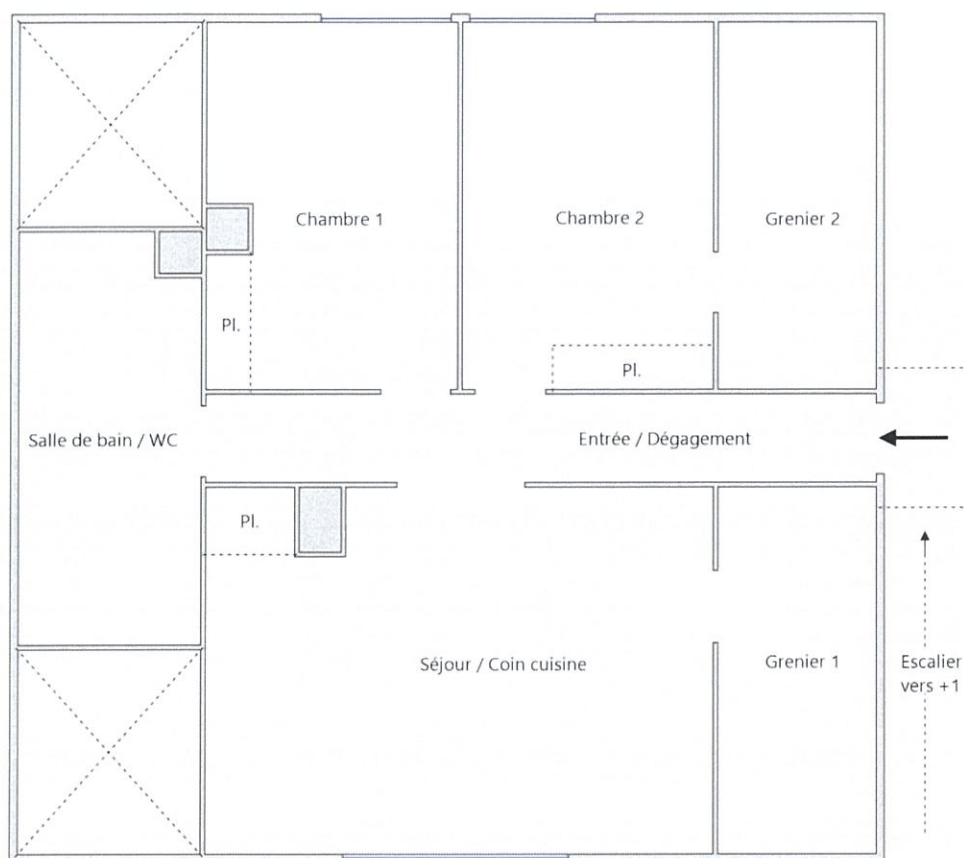 Chambre 1
Chambre 2
Grenier 2
Pl.
Pl.
Salle de bain / WC
Entrée / Dégagement
Pl.
Séjour / Coin cuisine
Grenier 1
Escalier
vers +1